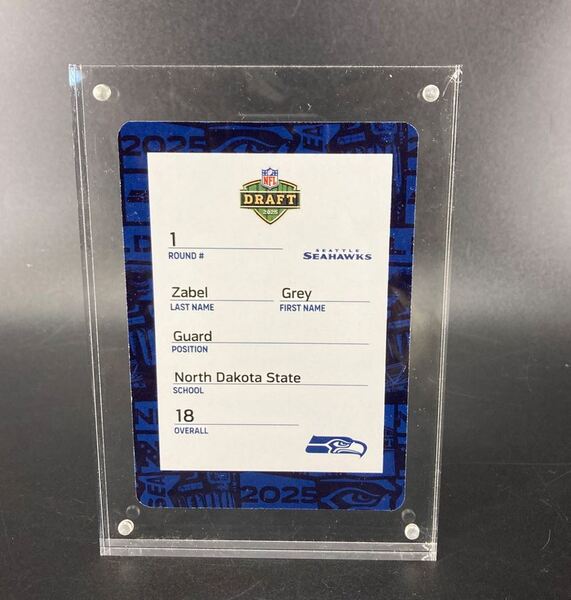 2025
NFL
DRAFT
2025
1
ROUND #
SEATTLE
SEAHAWKS
Zabel
Grey
LAST NAME
FIRST NAME
Guard
POSITION
North Dakota State
SCHOOL
18
OVERALL
2025